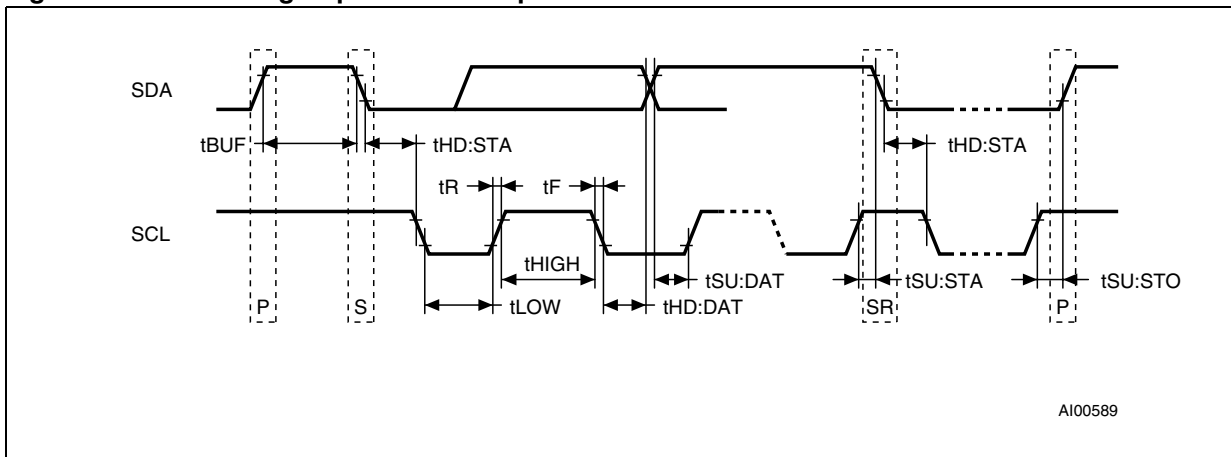 SDA
tBUF
tHD:STA
tHD:STA
tR
tF
SCL
tHIGH
tSU:DAT
tSU:STA
tSU:STO
P
S
tLOW
tHD:DAT
SR
P
AI00589